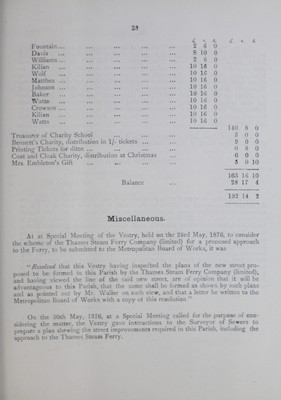 28
£ s. d. £ s. d.
Fountain ... ... ... ... ... 2 6 0
Davis ... ... ... ... ... 8 10 0
Williams ... ... ... ... ... 2 6 0
Kilian ... ... ... ... ... 10 16 0
Wolf ... ... ... ... ... 10 16 0
Matthes ... ... ... ... ... 10 16 0
Johnson ... ... ... ... ... 10 16 0
Baker ... ... ... ... ... 10 16 0
Watts ... ... ... ... ... 10 16 0
Crowson ... ... ... ... ... 10 16 0
Kilian ... ... ... ... ... 10 16 0
Watts ... ... ... ... ... 10 16 0
140 8 0
Treasurer of Charity School ... ... ... 3 0 0
Bennett's Charity, distribution in 1/- tickets ... ... 9 0 0
Printing Tickets for ditto ... ... ... ... 0 8 0
Coat and Cloak Charity, distribution at Christmas ... 6 0 0
Mrs. Embleton's Gift ... ... ... ... 5 0 10
163 16 10
Balance ... 28 17 4
192 14 2
Miscellaneous.
At at Special Meeting of the Vestry, held on the 23rd May, 1876, to consider
the scheme of the Thames Steam Ferry Company (limited) for a proposed approach
to the Ferry, to be submitted to the Metropolitan Board of Works, it was
"Resolved that this Vestry having inspected the plans of the new street pro-
posed to be formed in this Parish by the Thames Steam Ferry Company (limited),
and having viewed the line of the said new street, are of opinion that it will be
advantageous to this Parish, that the same shall be formed as shown by such plans
and as pointed out by Mr. Waller on such view, and that a letter be written to the
Metropolitan Board of Works with a copy of this resolution."
On the 30th May, 1876, at a Special Meeting called for the purpose of con-
sidering the matter, the Vestry gave instructions to the Surveyor of Sewers to
prepare a plan shewing the street improvements required in this Parish, including the
approach to the Thames Steam Ferry.